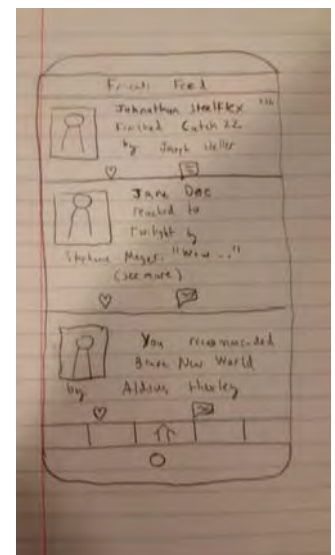 Friends Feed
Johnathan Steelflex
Finished Catch 22
by Joseph Heller
Jane Doe
reacted to
Twilight by
Stephanie Meyer: "Wow..."
(see more)
You recommended
Brave New World
by Aldous Huxley